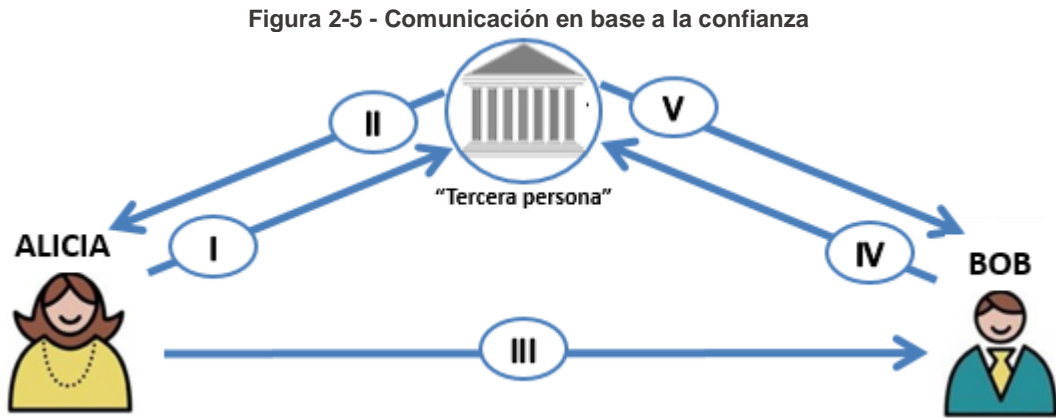 Figura 2-5 - Comunicación en base a la confianza
II
V
"Tercera persona"
ALICIA
I
IV
BOB
III